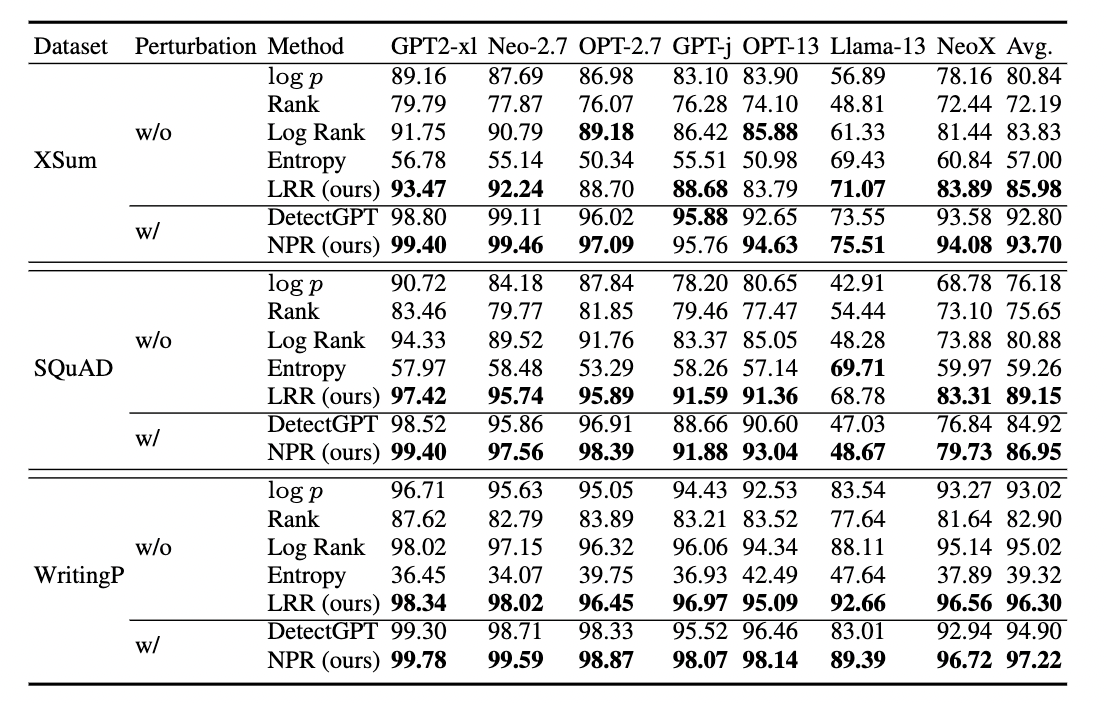 Dataset Perturbation Method GPT2-xl Neo-2.7 OPT-2.7 GPT-j OPT-13 Llama-13 NeoX Avg.
log p 89.16 87.69 86.98 83.10 83.90 56.89 78.16 80.84
Rank 79.79 77.87 76.07 76.28 74.10 48.81 72.44 72.19
w/o Log Rank 91.75 90.79 89.18 86.42 85.88 61.33 81.44 83.83
XSum Entropy 56.78 55.14 50.34 55.51 50.98 69.43 60.84 57.00
LRR (ours) 93.47 92.24 88.70 88.68 83.79 71.07 83.89 85.98
w/ DetectGPT 98.80 99.11 96.02 95.88 92.65 73.55 93.58 92.80
NPR (ours) 99.40 99.46 97.09 95.76 94.63 75.51 94.08 93.70
log p 90.72 84.18 87.84 78.20 80.65 42.91 68.78 76.18
Rank 83.46 79.77 81.85 79.46 77.47 54.44 73.10 75.65
w/o Log Rank 94.33 89.52 91.76 83.37 85.05 48.28 73.88 80.88
SQuAD Entropy 57.97 58.48 53.29 58.26 57.14 69.71 59.97 59.26
LRR (ours) 97.42 95.74 95.89 91.59 91.36 68.78 83.31 89.15
w/ DetectGPT 98.52 95.86 96.91 88.66 90.60 47.03 76.84 84.92
NPR (ours) 99.40 97.56 98.39 91.88 93.04 48.67 79.73 86.95
log p 96.71 95.63 95.05 94.43 92.53 83.54 93.27 93.02
Rank 87.62 82.79 83.89 83.21 83.52 77.64 81.64 82.90
w/o Log Rank 98.02 97.15 96.32 96.06 94.34 88.11 95.14 95.02
WritingP Entropy 36.45 34.07 39.75 36.93 42.49 47.64 37.89 39.32
LRR (ours) 98.34 98.02 96.45 96.97 95.09 92.66 96.56 96.30
w/ DetectGPT 99.30 98.71 98.33 95.52 96.46 83.01 92.94 94.90
NPR (ours) 99.78 99.59 98.87 98.07 98.14 89.39 96.72 97.22